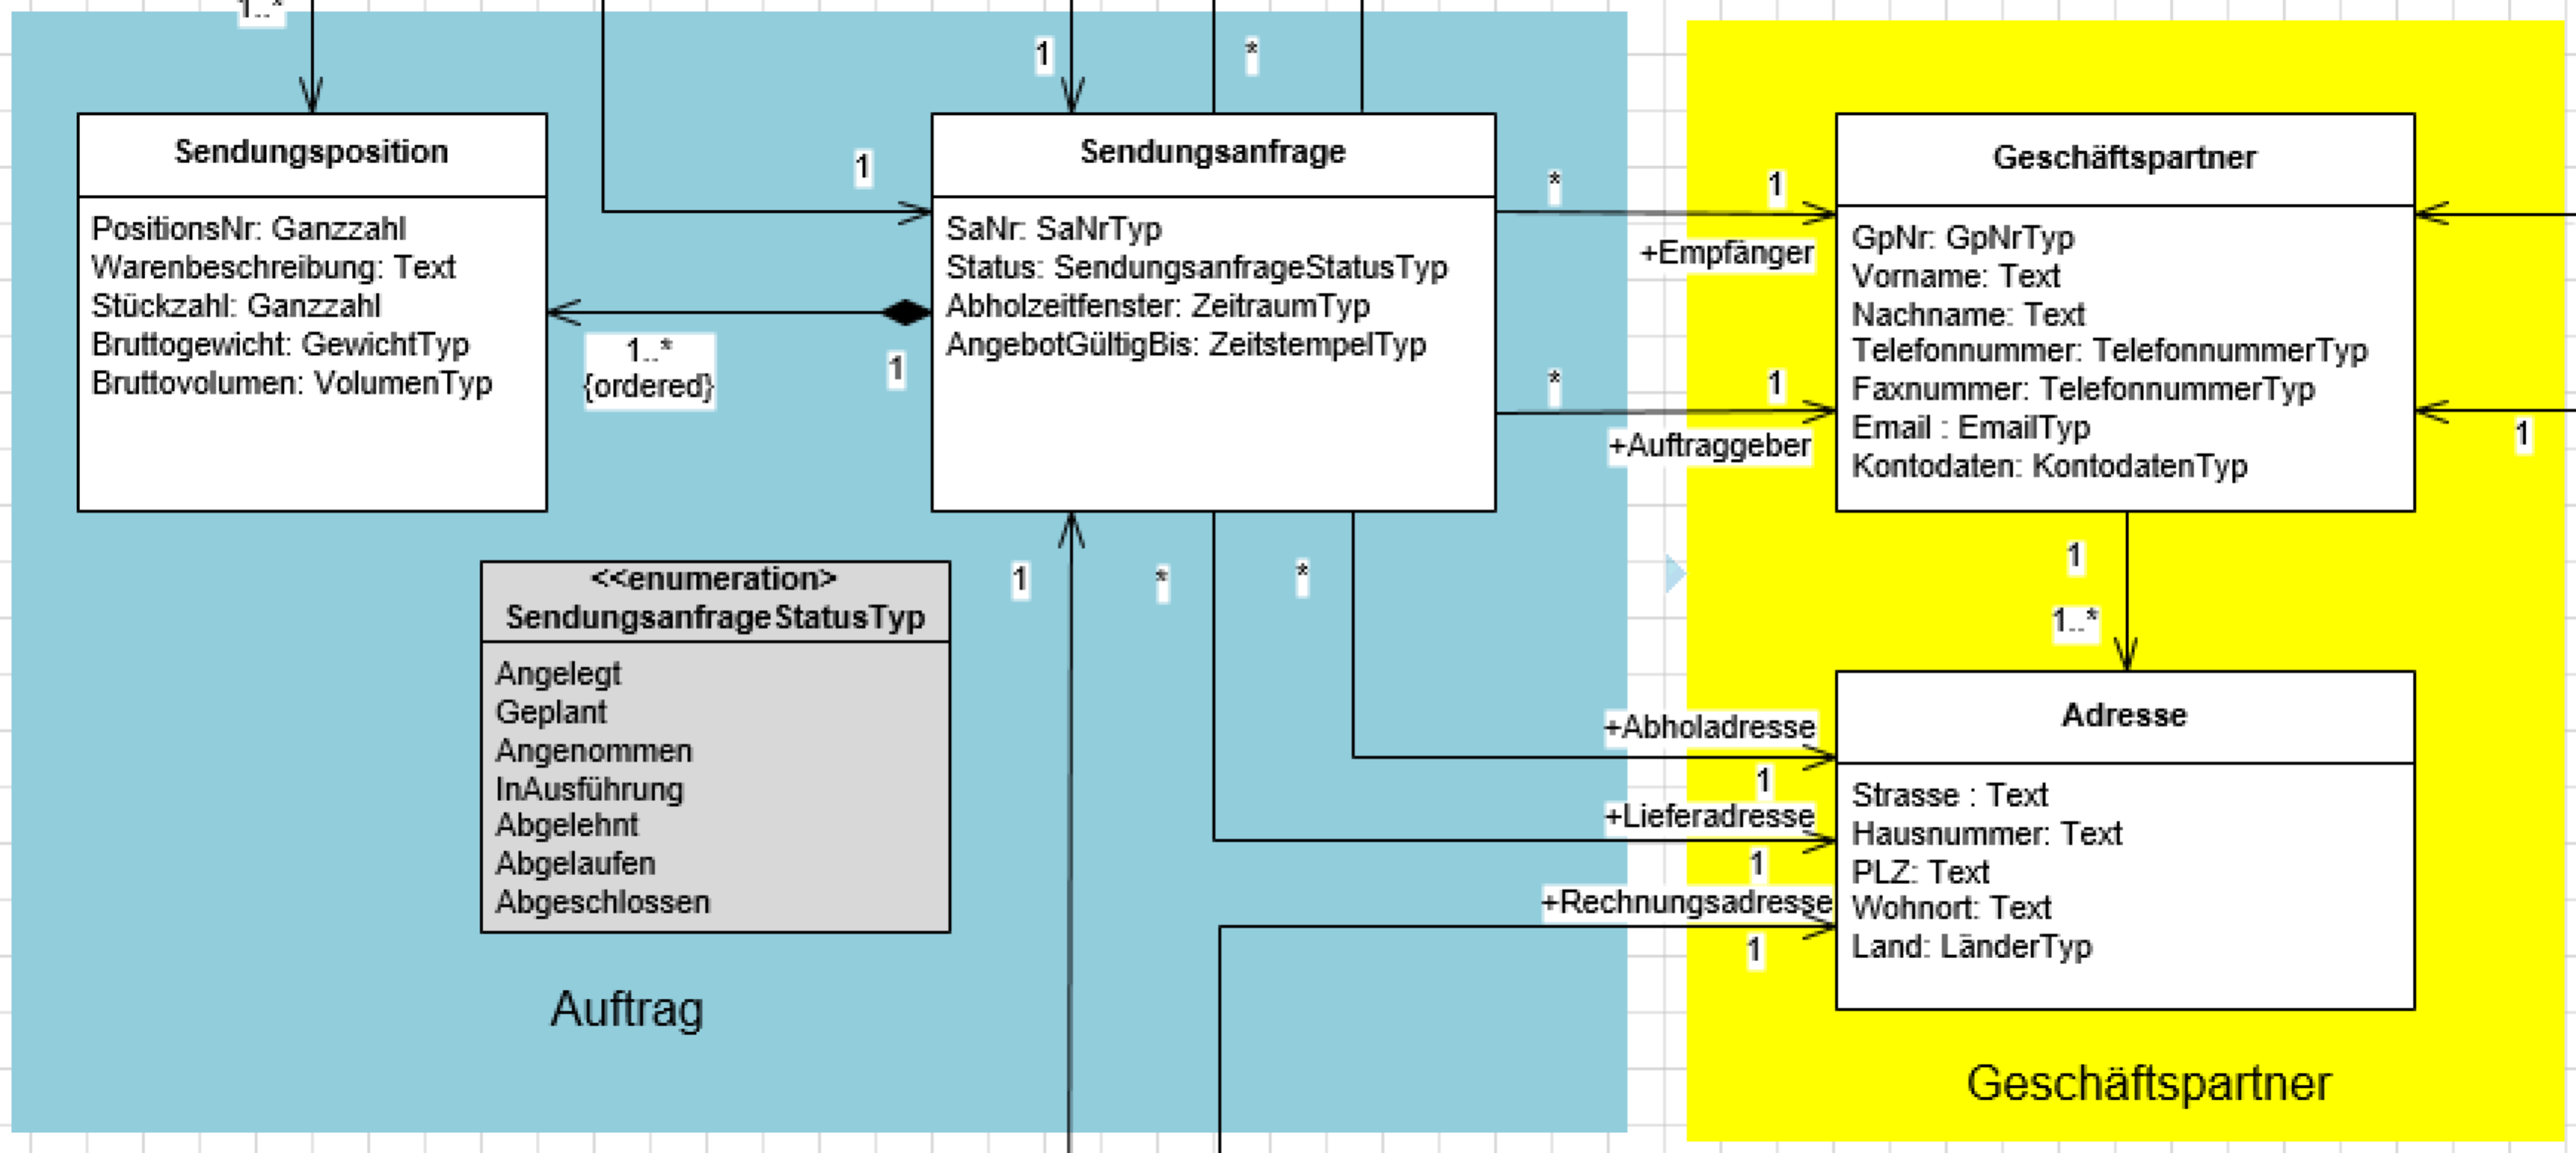 1..*
1
*
Sendungsposition
PositionsNr: Ganzzahl
Warenbeschreibung: Text
Stückzahl: Ganzzahl
Bruttogewicht: GewichtTyp
Bruttovolumen: VolumenTyp
1
1..*
{ordered}
1
Sendungsanfrage
SaNr: SaNrTyp
Status: SendungsanfrageStatusTyp
Abholzeitfenster: ZeitraumTyp
AngebotGültigBis: ZeitstempelTyp
*
1
+Empfänger
*
1
+Auftraggeber
Geschäftspartner
GpNr: GpNrTyp
Vorname: Text
Nachname: Text
Telefonnummer: TelefonnummerTyp
Faxnummer: TelefonnummerTyp
Email : EmailTyp
Kontodaten: KontodatenTyp
1
1
1..*
<<enumeration>
SendungsanfrageStatusTyp
Angelegt
Geplant
Angenommen
InAusführung
Abgelehnt
Abgelaufen
Abgeschlossen
1
*
*
+Abholadresse
1
+Lieferadresse
1
+Rechnungsadresse
1
Adresse
Strasse : Text
Hausnummer: Text
PLZ: Text
Wohnort: Text
Land: LänderTyp
Auftrag
Geschäftspartner